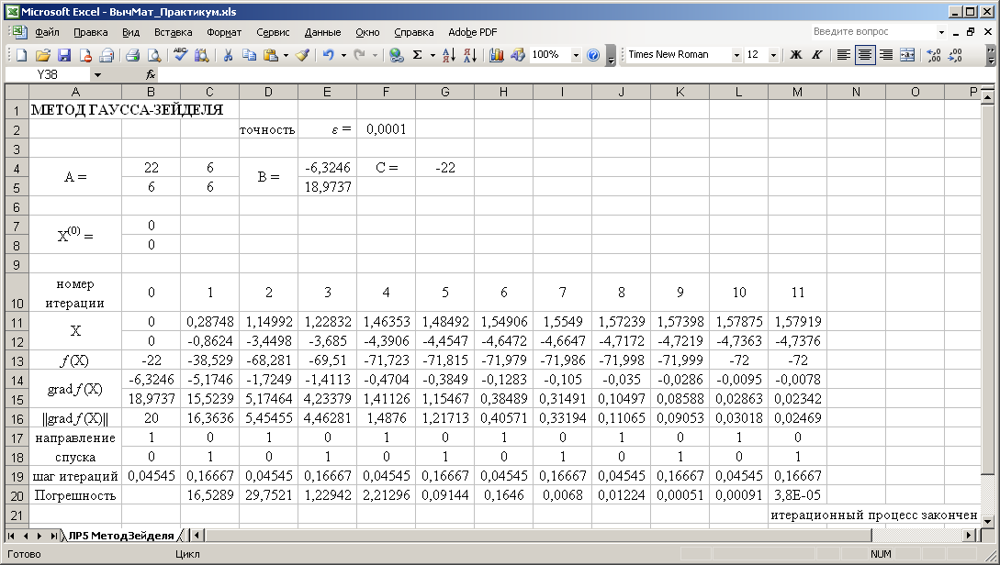 Microsoft Excel - ВычМат_Практикум.xls
Файл Правка Вид Вставка Формат Сервис Данные Окно Справка Adobe PDF Введите вопрос
100% Times New Roman 12 Ж К
Y38 fx
A B C D E F G H I J K L M N O P
1 МЕТОД ГАУССА-ЗЕЙДЕЛЯ
2 точность ε = 0,0001
3
4 22 6 -6,3246 C = -22
A = B =
5 6 6 18,9737
6
7 0
X(0) =
8 0
9
10 номер итерации 0 1 2 3 4 5 6 7 8 9 10 11
11 X 0 0,28748 1,14992 1,22832 1,46353 1,48492 1,54906 1,5549 1,57239 1,57398 1,57875 1,57919
12 0 -0,8624 -3,4498 -3,685 -4,3906 -4,4547 -4,6472 -4,6647 -4,7172 -4,7219 -4,7363 -4,7376
13 f(X) -22 -38,529 -68,281 -69,51 -71,723 -71,815 -71,979 -71,986 -71,998 -71,999 -72 -72
14 grad f(X) -6,3246 -5,1746 -1,7249 -1,4113 -0,4704 -0,3849 -0,1283 -0,105 -0,035 -0,0286 -0,0095 -0,0078
15 18,9737 15,5239 5,17464 4,23379 1,41126 1,15467 0,38489 0,31491 0,10497 0,08588 0,02863 0,02342
16 ||grad f(X)|| 20 16,3636 5,45455 4,46281 1,4876 1,21713 0,40571 0,33194 0,11065 0,09053 0,03018 0,02469
17 направление 1 0 1 0 1 0 1 0 1 0 1 0
18 спуска 0 1 0 1 0 1 0 1 0 1 0 1
19 шаг итераций 0,04545 0,16667 0,04545 0,16667 0,04545 0,16667 0,04545 0,16667 0,04545 0,16667 0,04545 0,16667
20 Погрешность 16,5289 29,7521 1,22942 2,21296 0,09144 0,1646 0,0068 0,01224 0,00051 0,00091 3,8E-05
21 итерационный процесс закончен
ЛР5 МетодЗейделя
Готово Цикл NUM